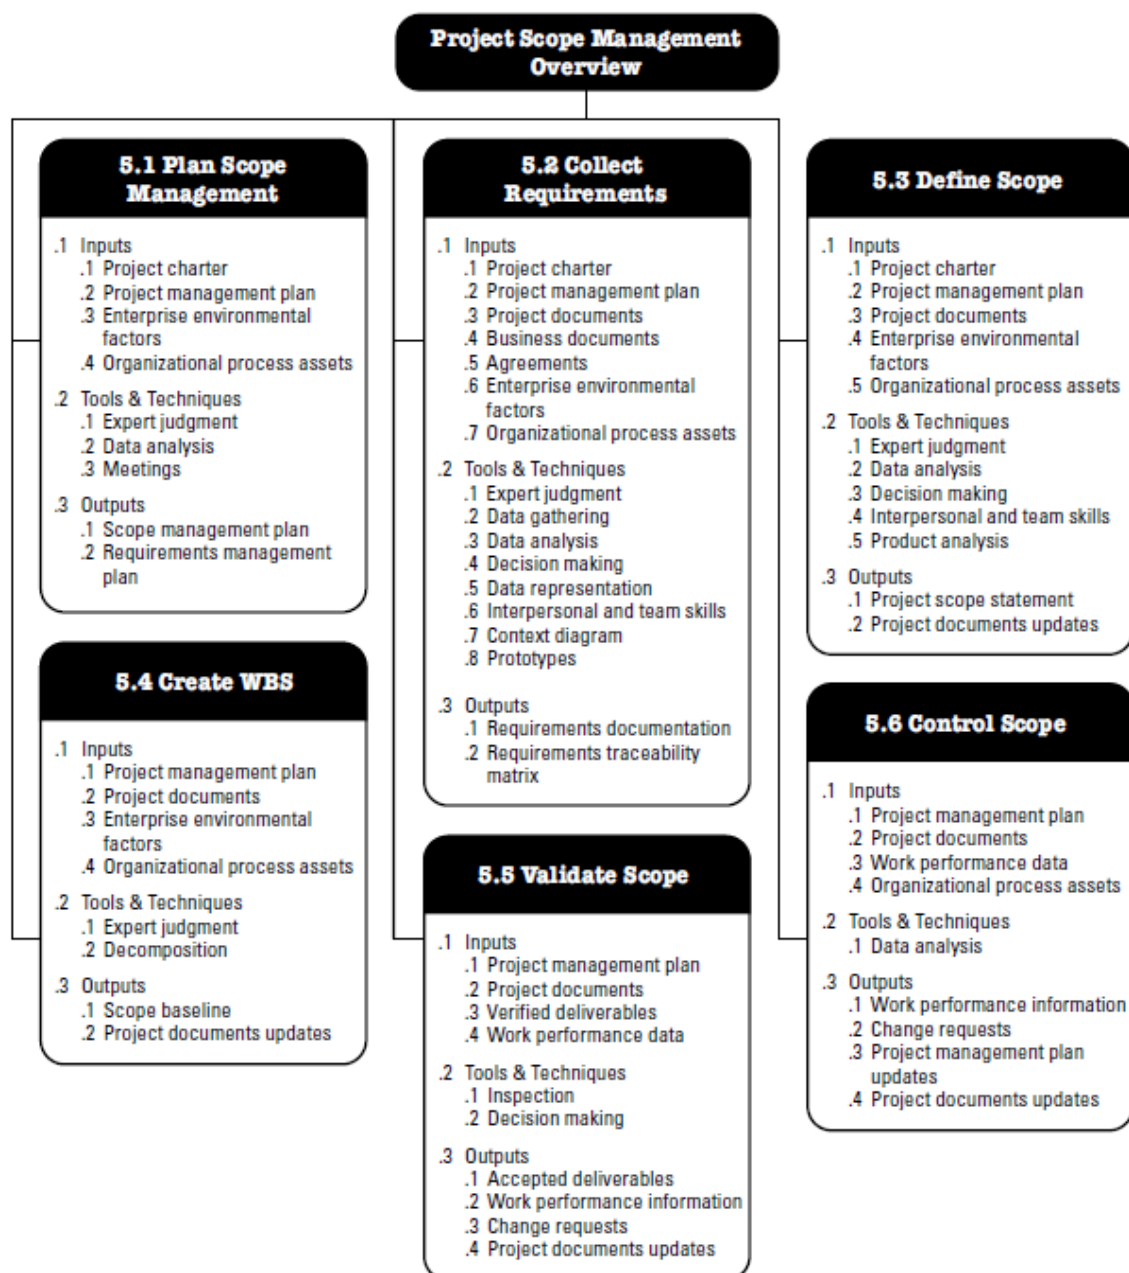 Project Scope Management
Overview
5.1 Plan Scope
Management
.1 Inputs
.1 Project charter
.2 Project management plan
.3 Enterprise environmental
factors
.4 Organizational process assets
.2 Tools & Techniques
.1 Expert judgment
.2 Data analysis
.3 Meetings
.3 Outputs
.1 Scope management plan
.2 Requirements management
plan
5.2 Collect
Requirements
.1 Inputs
.1 Project charter
.2 Project management plan
.3 Project documents
.4 Business documents
.5 Agreements
.6 Enterprise environmental
factors
.7 Organizational process assets
.2 Tools & Techniques
.1 Expert judgment
.2 Data gathering
.3 Data analysis
.4 Decision making
.5 Data representation
.6 Interpersonal and team skills
.7 Context diagram
.8 Prototypes
.3 Outputs
.1 Requirements documentation
.2 Requirements traceability
matrix
5.3 Define Scope
.1 Inputs
.1 Project charter
.2 Project management plan
.3 Project documents
.4 Enterprise environmental
factors
.5 Organizational process assets
.2 Tools & Techniques
.1 Expert judgment
.2 Data analysis
.3 Decision making
.4 Interpersonal and team skills
.5 Product analysis
.3 Outputs
.1 Project scope statement
.2 Project documents updates
5.4 Create WBS
.1 Inputs
.1 Project management plan
.2 Project documents
.3 Enterprise environmental
factors
.4 Organizational process assets
.2 Tools & Techniques
.1 Expert judgment
.2 Decomposition
.3 Outputs
.1 Scope baseline
.2 Project documents updates
5.5 Validate Scope
.1 Inputs
.1 Project management plan
.2 Project documents
.3 Verified deliverables
.4 Work performance data
.2 Tools & Techniques
.1 Inspection
.2 Decision making
.3 Outputs
.1 Accepted deliverables
.2 Work performance information
.3 Change requests
.4 Project documents updates
5.6 Control Scope
.1 Inputs
.1 Project management plan
.2 Project documents
.3 Work performance data
.4 Organizational process assets
.2 Tools & Techniques
.1 Data analysis
.3 Outputs
.1 Work performance information
.2 Change requests
.3 Project management plan
updates
.4 Project documents updates